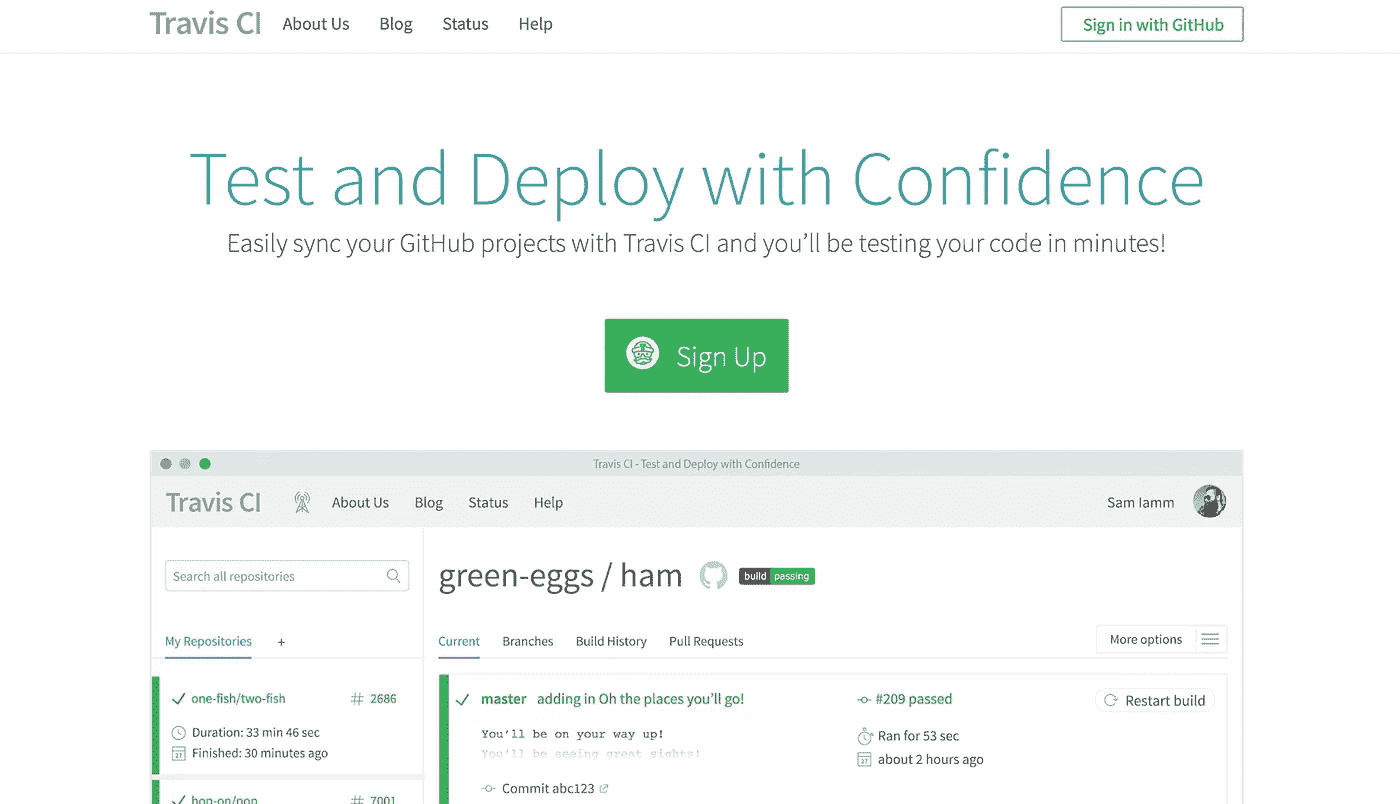 Travis CI About Us Blog Status Help Sign in with GitHub
Test and Deploy with Confidence
Easily sync your GitHub projects with Travis CI and you'll be testing your code in minutes!
Sign Up
Travis CI - Test and Deploy with Confidence
Travis CI About Us Blog Status Help Sam Iamm
Search all repositories
green-eggs / ham build passing
My Repositories +
Current Branches Build History Pull Requests More options
one-fish/two-fish # 2686
Duration: 33 min 46 sec
27 Finished: 30 minutes ago
hop-on/pop # 7001
master adding in Oh the places you'll go! #209 passed Restart build
You'll be on your way up!
You'll be seeing great sights!
Ran for 53 sec
27 about 2 hours ago
Commit abc123